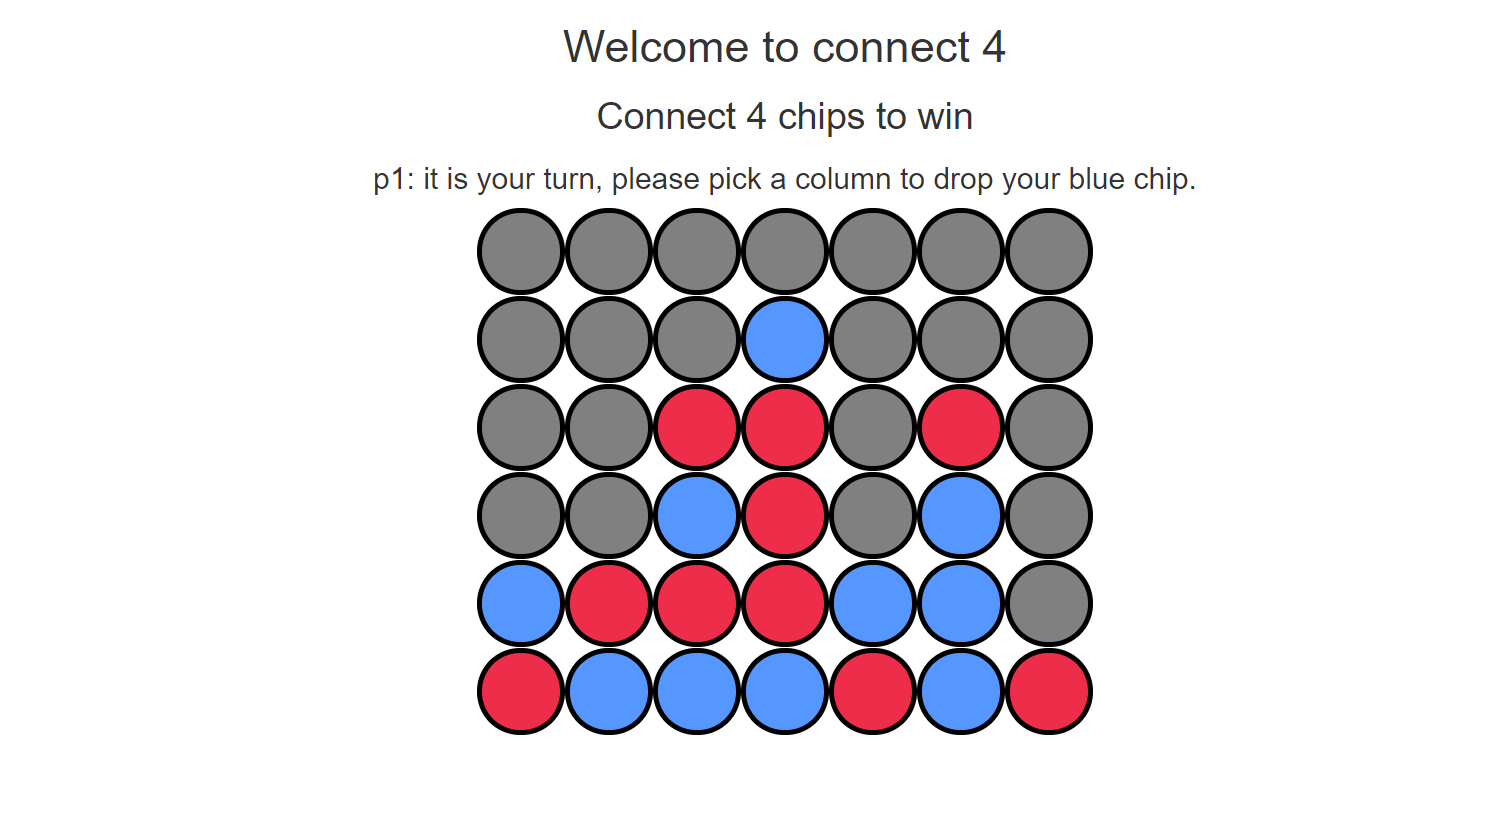 Welcome to connect 4
Connect 4 chips to win
p1: it is your turn, please pick a column to drop your blue chip.